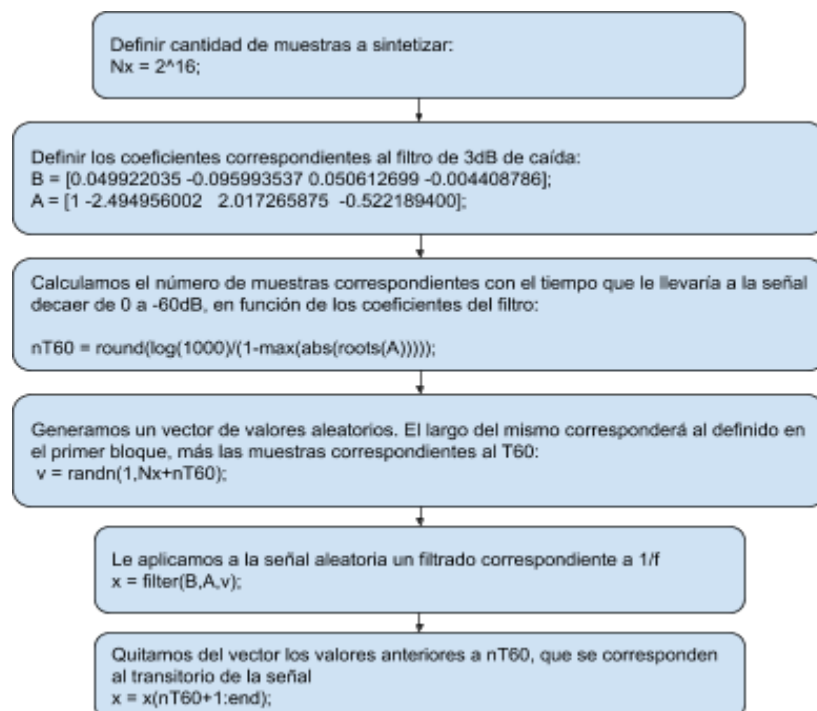 Definir cantidad de muestras a sintetizar:
Nx = 2^16;
Definir los coeficientes correspondientes al filtro de 3dB de caída:
B = [0.049922035 -0.095993537 0.050612699 -0.004408786];
A = [1 -2.494956002 2.017265875 -0.522189400];
Calculamos el número de muestras correspondientes con el tiempo que le llevaría a la señal
decaer de 0 a -60dB, en función de los coeficientes del filtro:
nT60 = round(log(1000)/(1-max(abs(roots(A)))));
Generamos un vector de valores aleatorios. El largo del mismo corresponderá al definido en
el primer bloque, más las muestras correspondientes al T60:
v = randn(1,Nx+nT60);
Le aplicamos a la señal aleatoria un filtrado correspondiente a 1/f
x = filter(B,A,v);
Quitamos del vector los valores anteriores a nT60, que se corresponden
al transitorio de la señal
x = x(nT60+1:end);